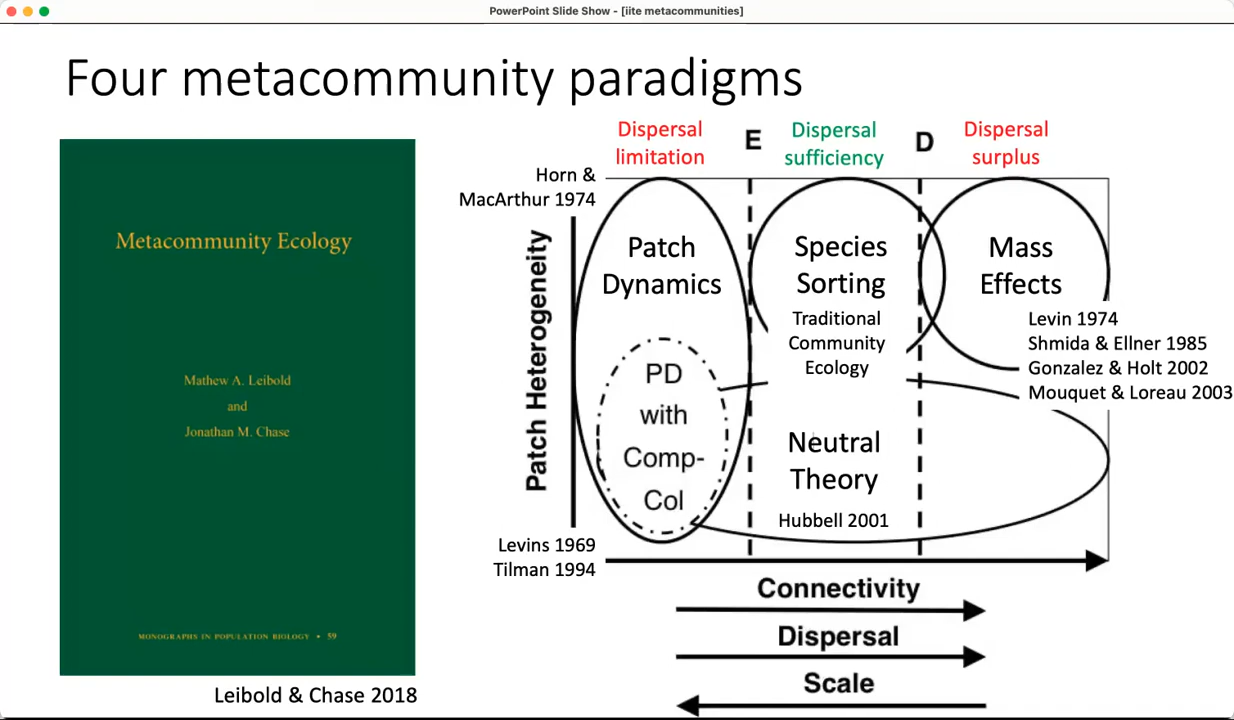 PowerPoint Slide Show - [iite metacommunities]
Four metacommunity paradigms
Metacommunity Ecology
Mathew A. Leibold
and
Jonathan M. Chase
MONOGRAPHS IN POPULATION BIOLOGY • 59
Leibold & Chase 2018
Dispersal
limitation
E
Dispersal
sufficiency
D
Dispersal
surplus
Horn &
MacArthur 1974
Patch Heterogeneity
Levins 1969
Tilman 1994
Patch
Dynamics
PD
with
Comp-
Col
Species
Sorting
Traditional
Community
Ecology
Neutral
Theory
Hubbell 2001
Mass
Effects
Levin 1974
Shmida & Ellner 1985
Gonzalez & Holt 2002
Mouquet & Loreau 2003
Connectivity
Dispersal
Scale